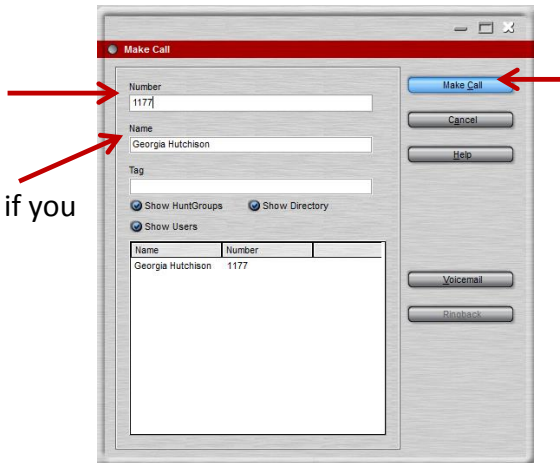 Make Call
Number
1177
Name
Georgia Hutchison
Tag
Show HuntGroups Show Directory
Show Users
Name Number
Georgia Hutchison 1177
Make Call
Cancel
Help
Voicemail
Ringback
if you